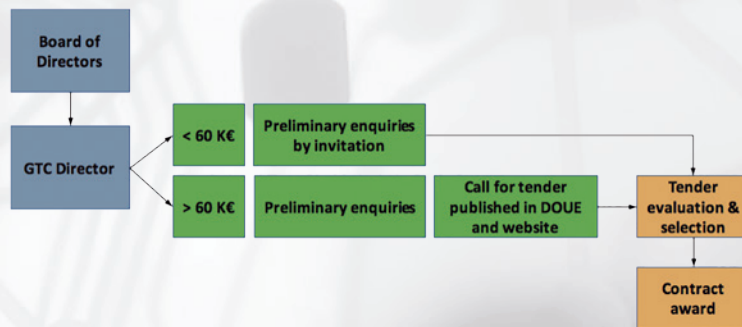 Board of
Directors
GTC Director
< 60 K€
Preliminary enquiries
by invitation
> 60 K€
Preliminary enquiries
Call for tender
published in DOUE
and website
Tender
evaluation &
selection
Contract
award